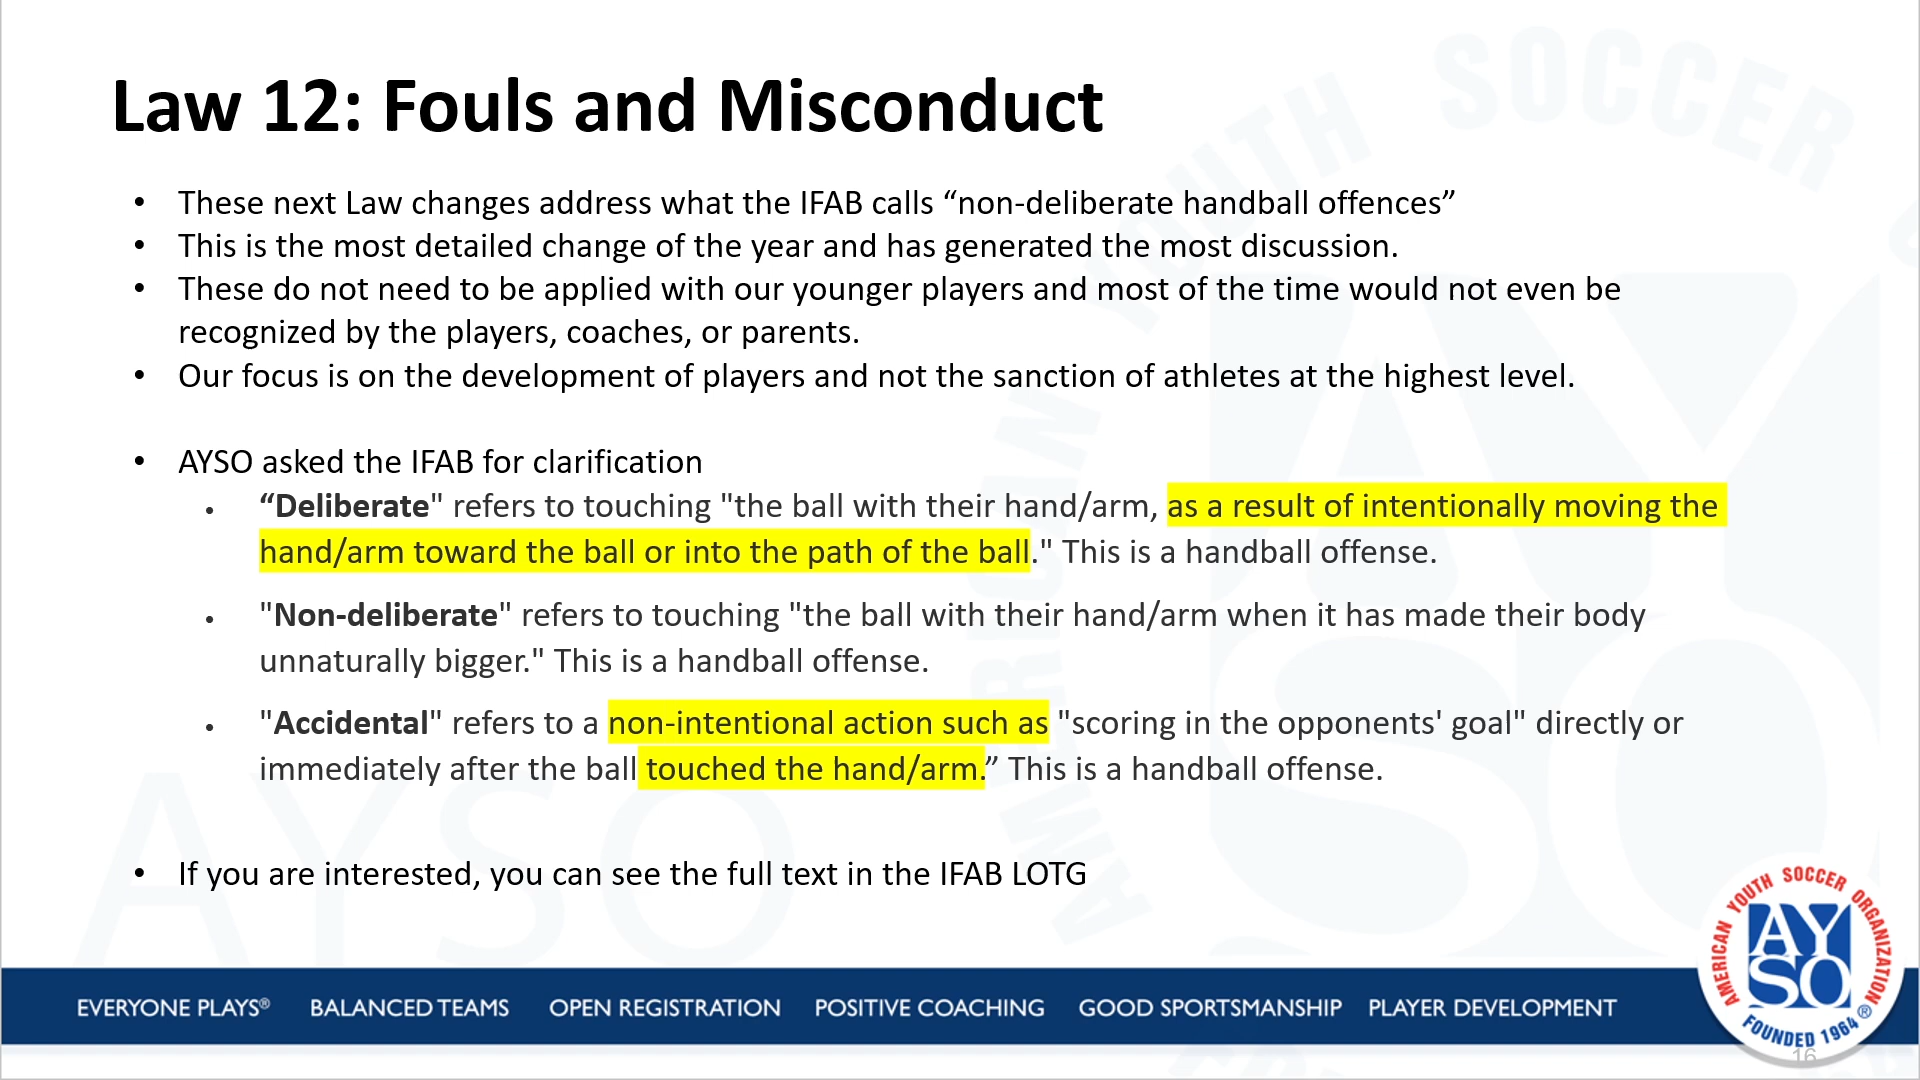 Law 12: Fouls and Misconduct
• These next Law changes address what the IFAB calls “non-deliberate handball offences”
• This is the most detailed change of the year and has generated the most discussion.
• These do not need to be applied with our younger players and most of the time would not even be
recognized by the players, coaches, or parents.
• Our focus is on the development of players and not the sanction of athletes at the highest level.
• AYSO asked the IFAB for clarification
• “Deliberate" refers to touching "the ball with their hand/arm, as a result of intentionally moving the
hand/arm toward the ball or into the path of the ball." This is a handball offense.
• "Non-deliberate" refers to touching "the ball with their hand/arm when it has made their body
unnaturally bigger." This is a handball offense.
• "Accidental" refers to a non-intentional action such as "scoring in the opponents' goal" directly or
immediately after the ball touched the hand/arm.” This is a handball offense.
• If you are interested, you can see the full text in the IFAB LOTG
EVERYONE PLAYS® BALANCED TEAMS OPEN REGISTRATION POSITIVE COACHING GOOD SPORTSMANSHIP PLAYER DEVELOPMENT
AMERICAN YOUTH SOCCER ORGANIZATION
AY
SO
®
FOUNDED 1964
16
AMERICAN YOUTH SOCCER
AY
SO
AYSO